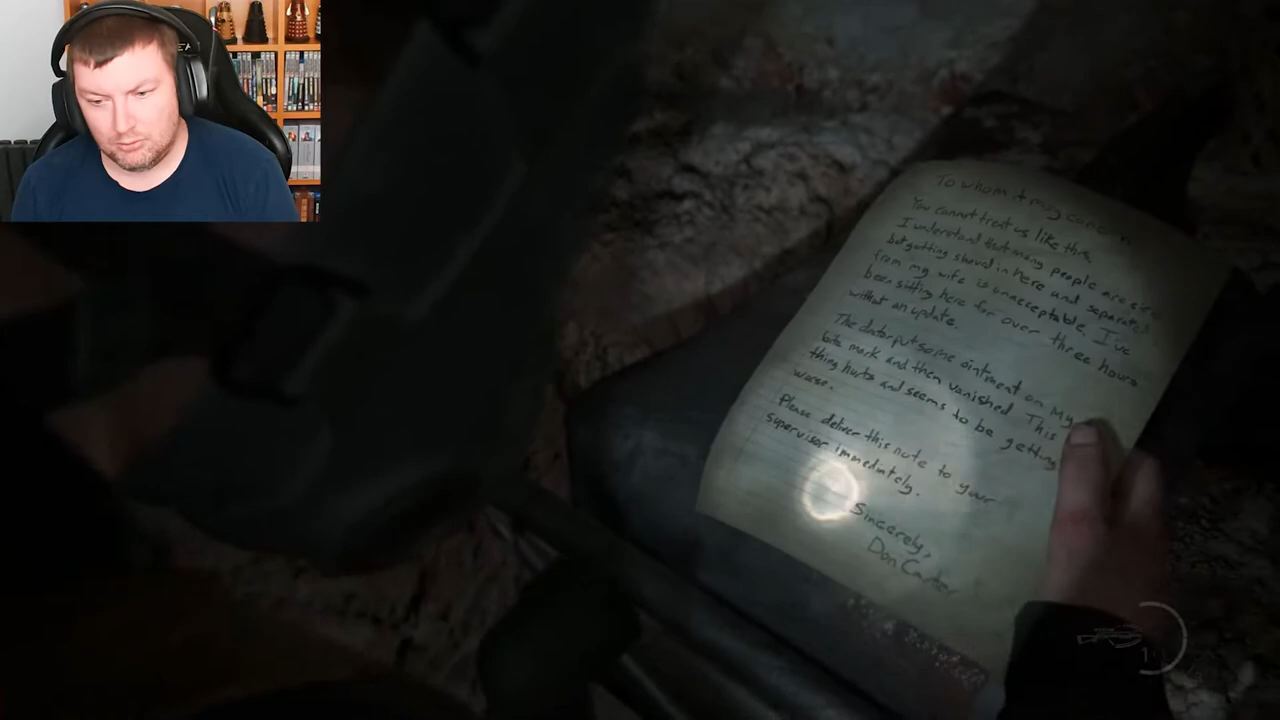 To whom it may concern
You cannot treat us like this.
I understand that many people are
but getting shoved in here and separated
from my wife is unacceptable. I've
been sitting here for over three hours
without an update.
The doctor put some ointment on My
bite mark and then vanished. This
thing hurts and seems to be getting
worse.
Please deliver this note to your
supervisor immediately.
Sincerely,
Don Carter